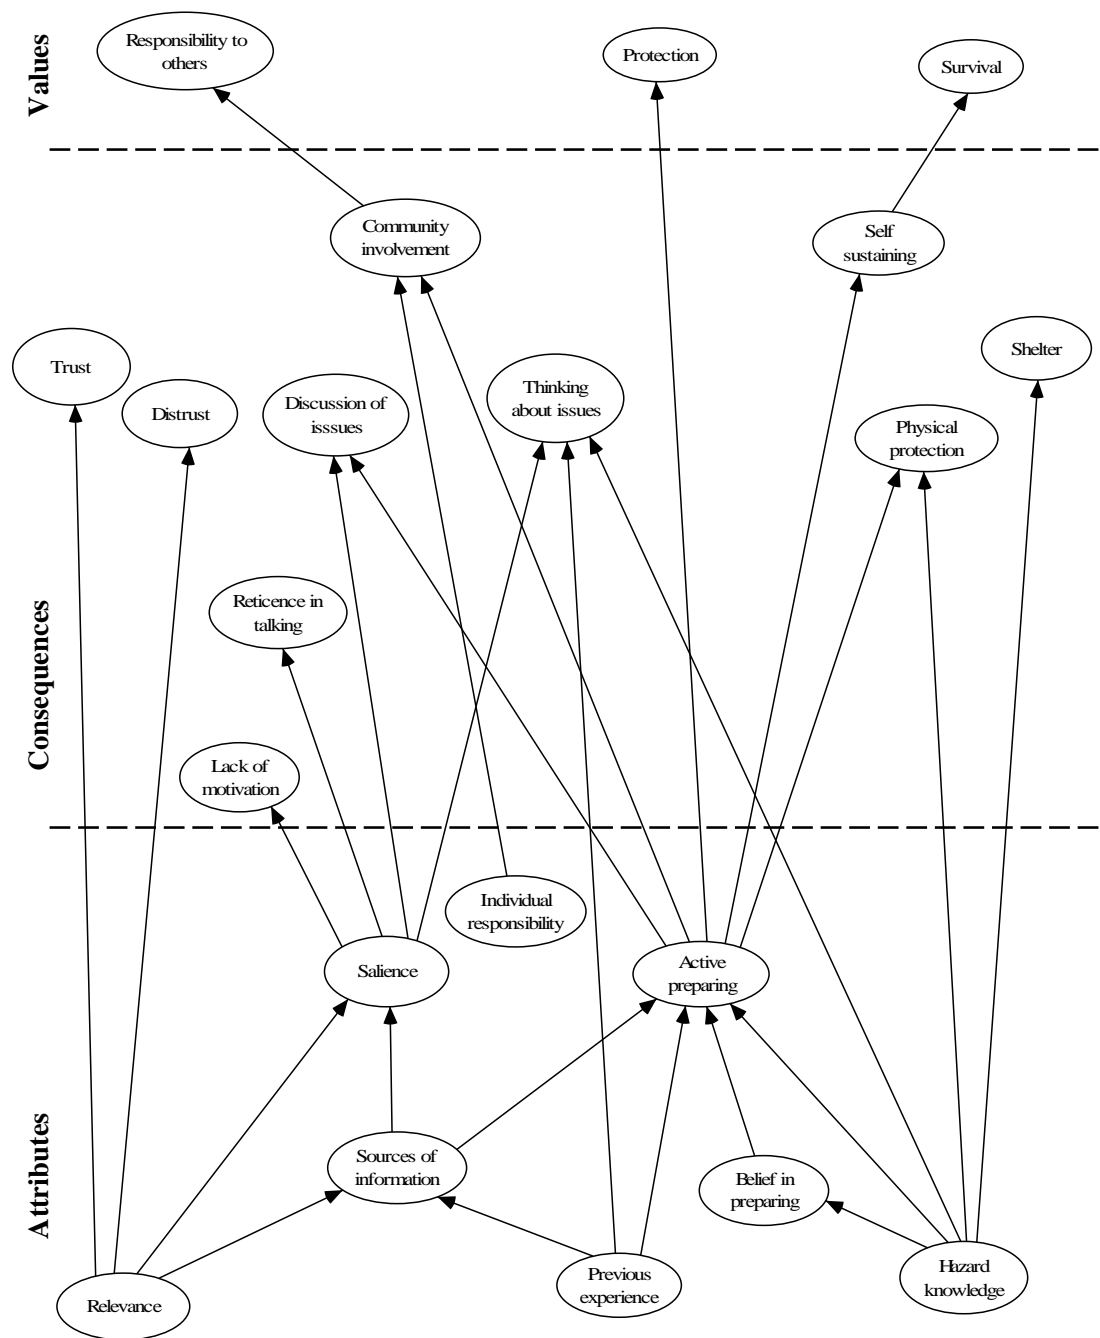 Values
Responsibility to
others
Protection
Survival
Consequences
Community
involvement
Self
sustaining
Trust
Distrust
Discussion of
isssues
Thinking
about issues
Shelter
Physical
protection
Reticence in
talking
Lack of
motivation
Attributes
Individual
responsibility
Salience
Active
preparing
Sources of
information
Belief in
preparing
Relevance
Previous
experience
Hazard
knowledge